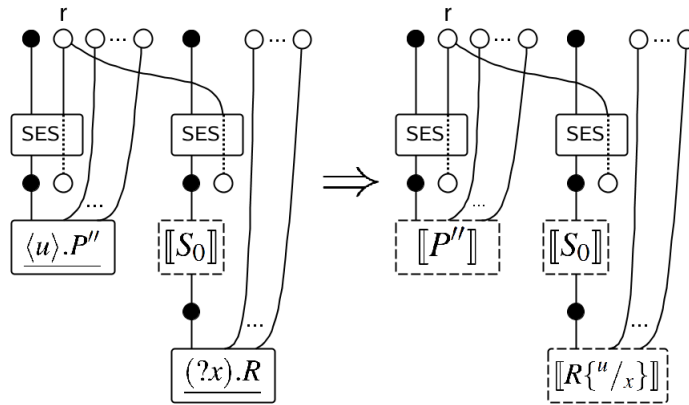 r r
... ... ... ...
SES SES SES SES
⇒
... ...
⟨u⟩.P″ ⟦S₀⟧ ⟦P″⟧ ⟦S₀⟧
... ...
(?x).R ⟦R{ᵘ/ₓ}⟧